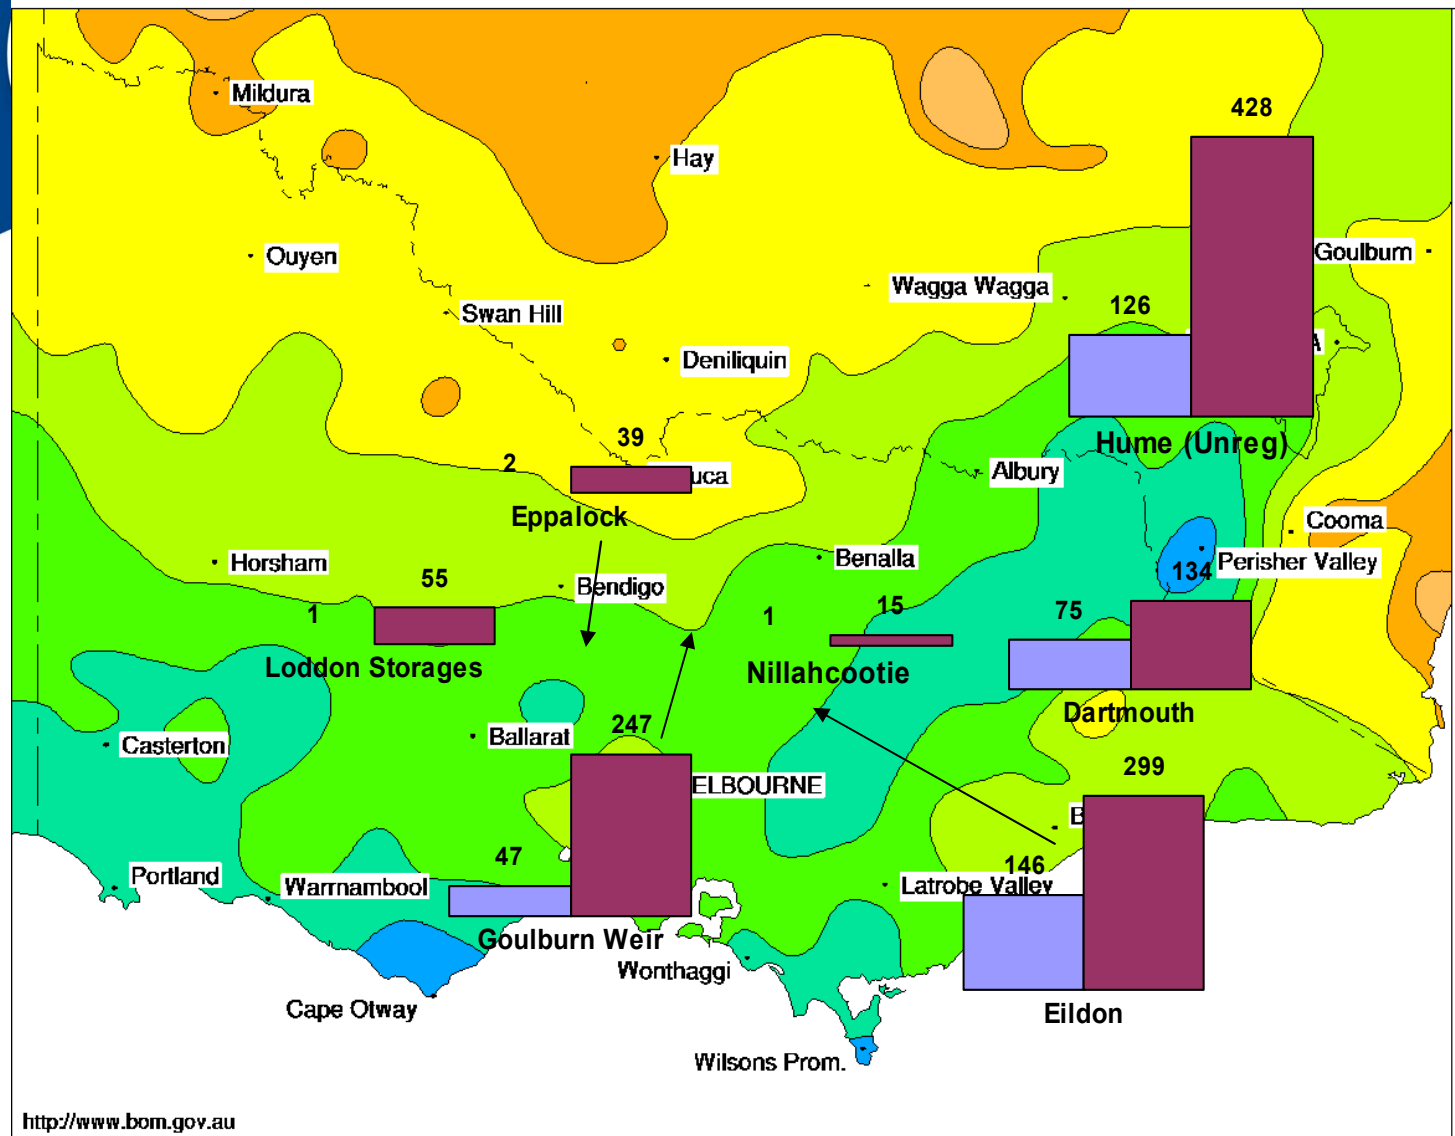 Mildura
428
Hay
Goulburn
Ouyen
Wagga Wagga
126
Swan Hill
A
Deniliquin
39
Hume (Unreg)
2
Albury
uca
Eppalock
Cooma
Benalla
Horsham
Perisher Valley
134
55
Bendigo
1
1
15
75
Loddon Storages
Nillahcootie
Dartmouth
247
Ballarat
Casterton
299
ELBOURNE
B
47
146
Portland
Warrnambool
Latrobe Valley
Goulburn Weir
Wonthaggi
Cape Otway
Eildon
Wilsons Prom.
http://www.bom.gov.au